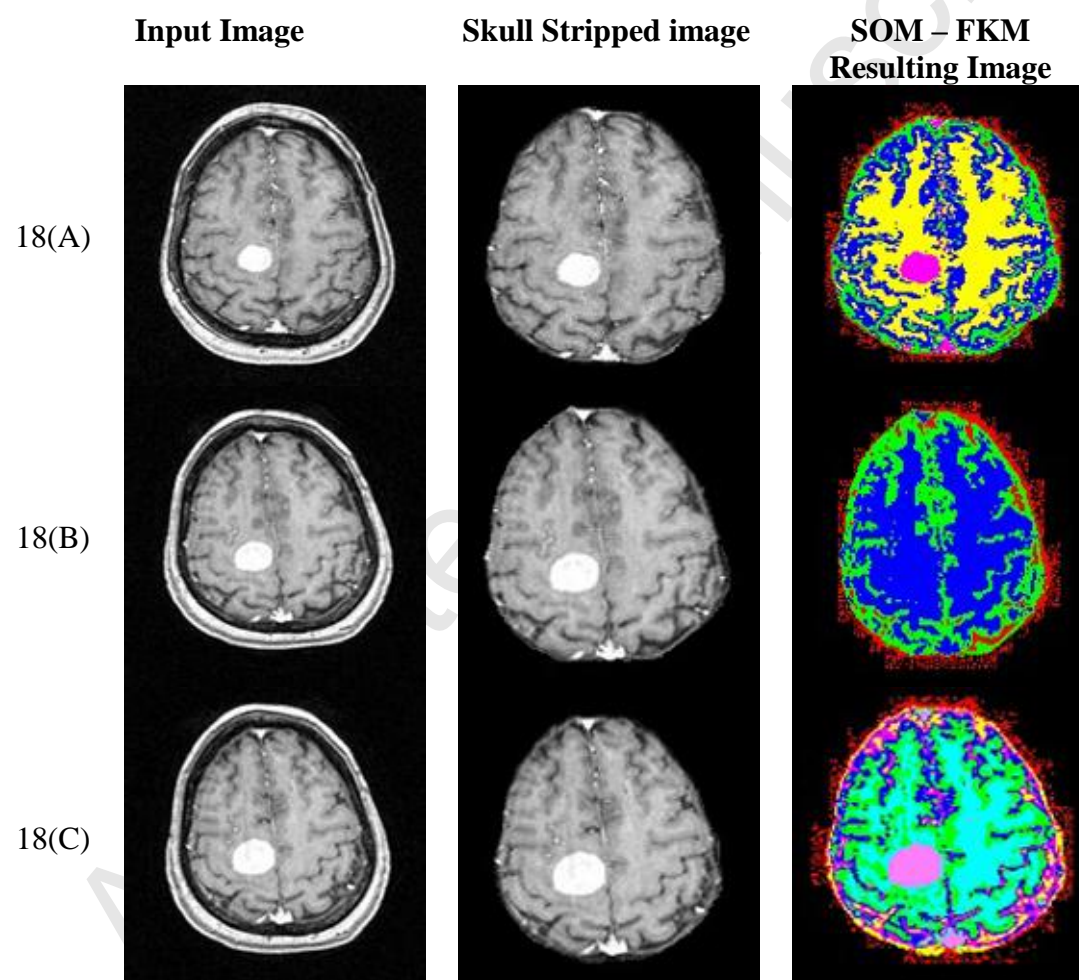 Input Image
Skull Stripped image
SOM – FKM
Resulting Image
18(A)
18(B)
18(C)